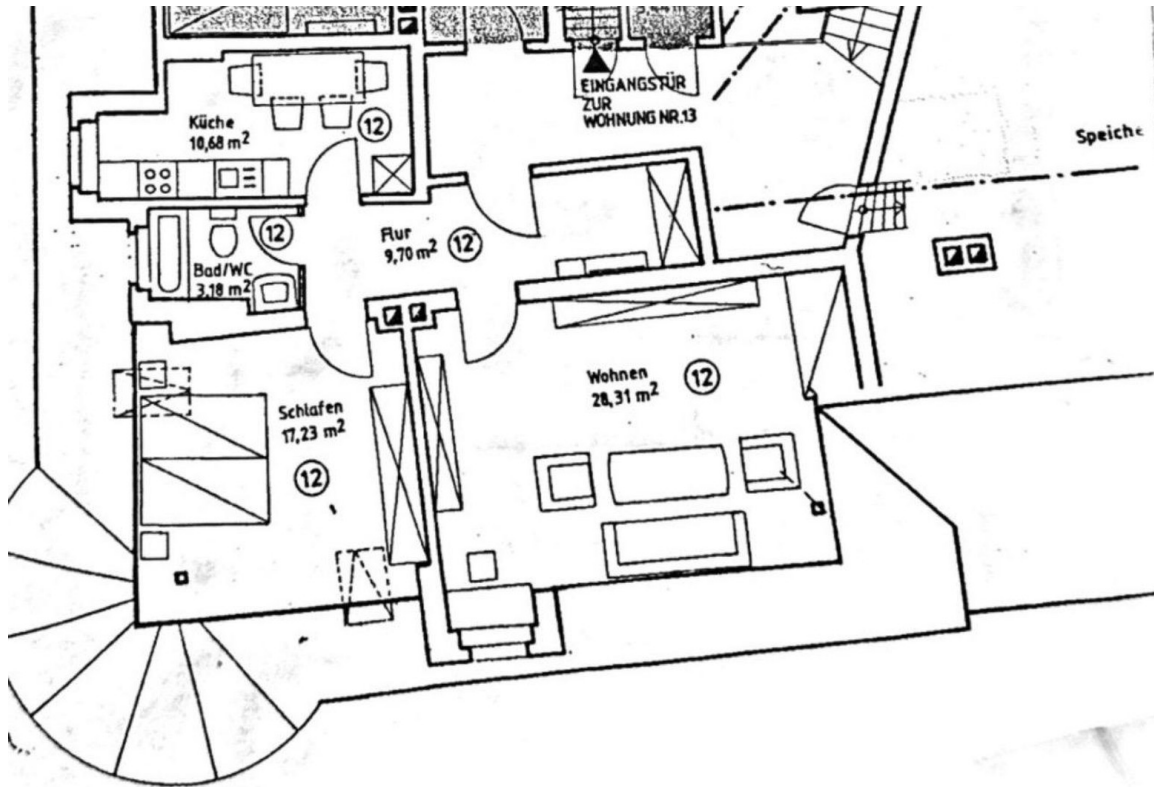 EINGANGSTÜR
ZUR
WOHNUNG NR.13
Küche
10,68 m²
12
Speiche
Flur
9,70 m²
12
12
Bad/WC
3,18 m²
Wohnen
28,31 m²
12
Schlafen
17,23 m²
12